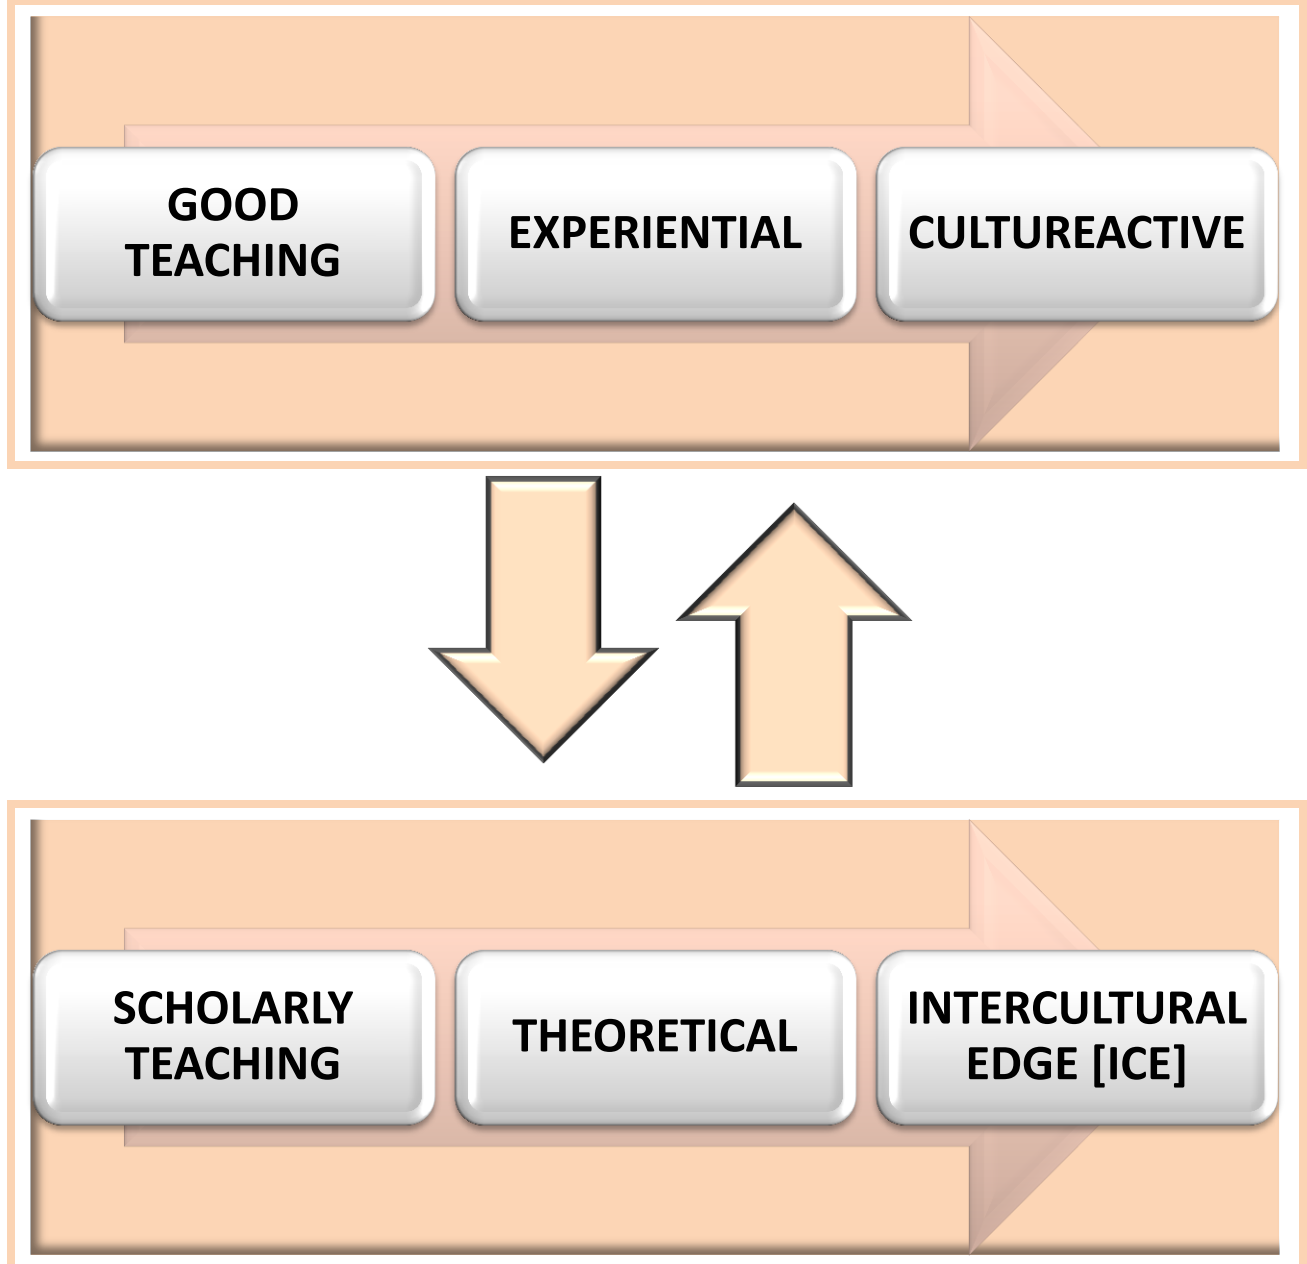 GOOD
TEACHING
EXPERIENTIAL
CULTUREACTIVE
SCHOLARLY
TEACHING
THEORETICAL
INTERCULTURAL
EDGE [ICE]